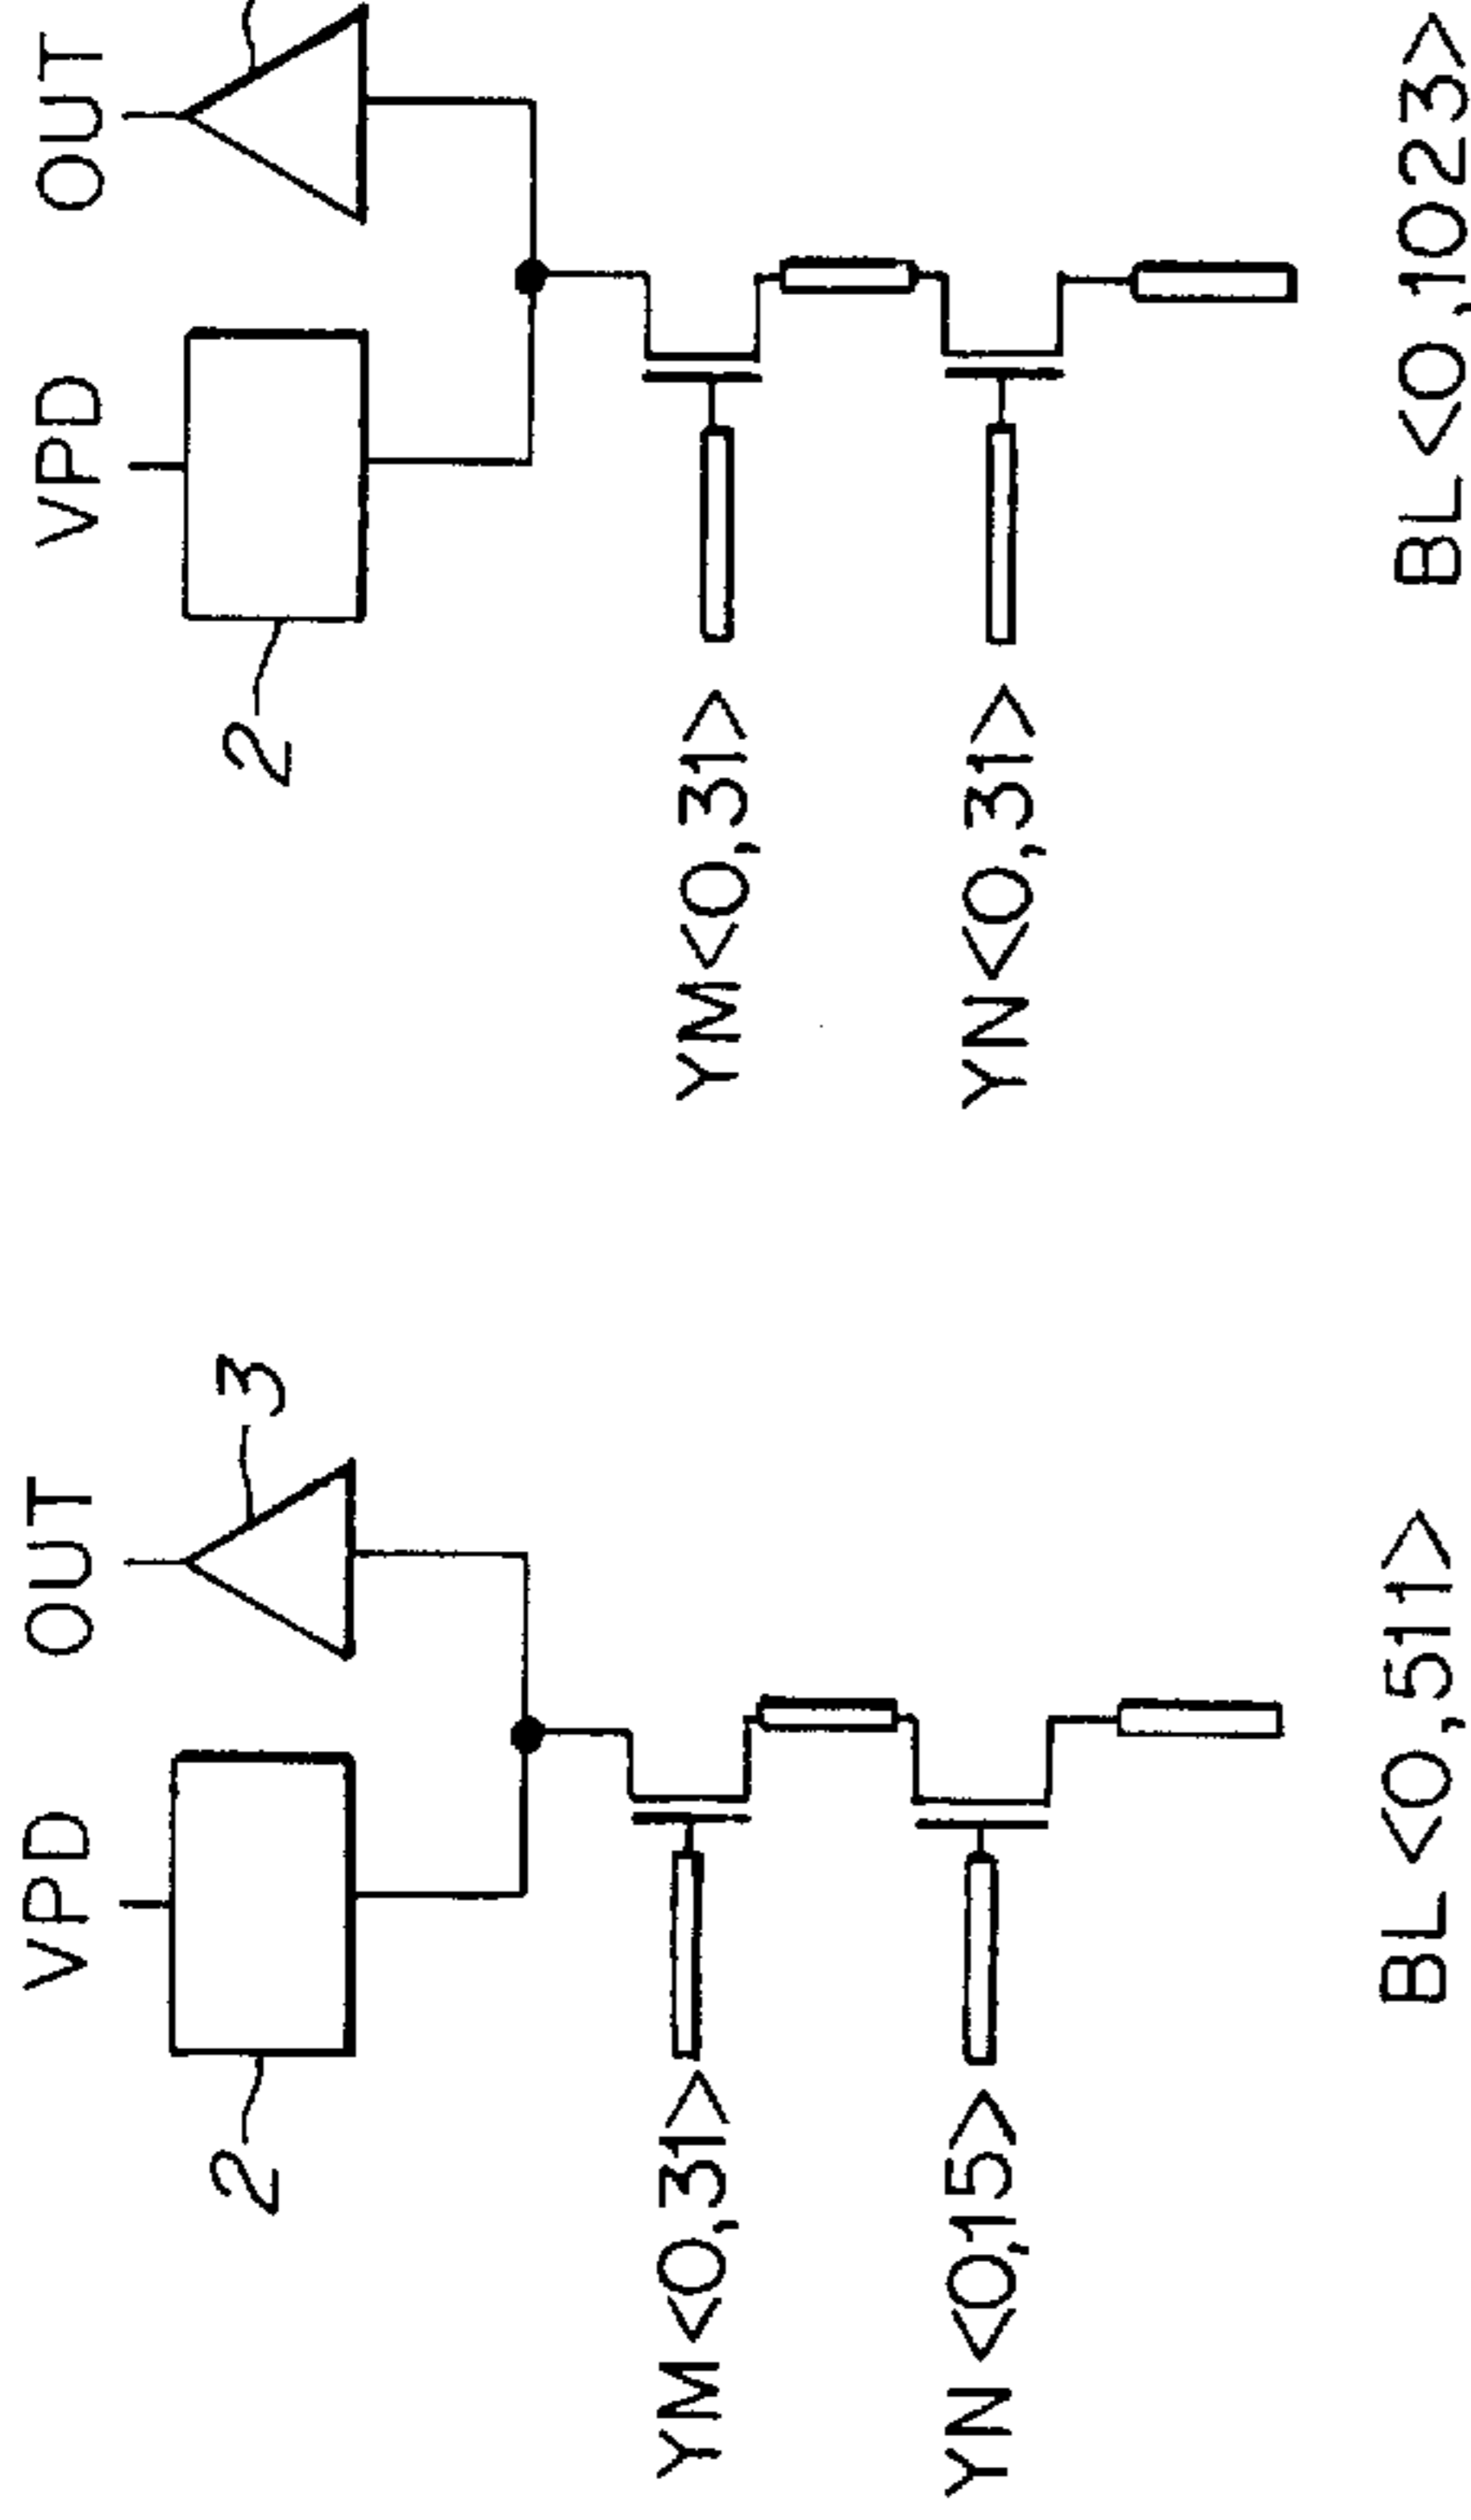 VPD OUT
2 3
YM<0,31>
YN<0,15>
BL<0,511>
VPD OUT
2
YM<0,31>
YN<0,31>
BL<0,1023>